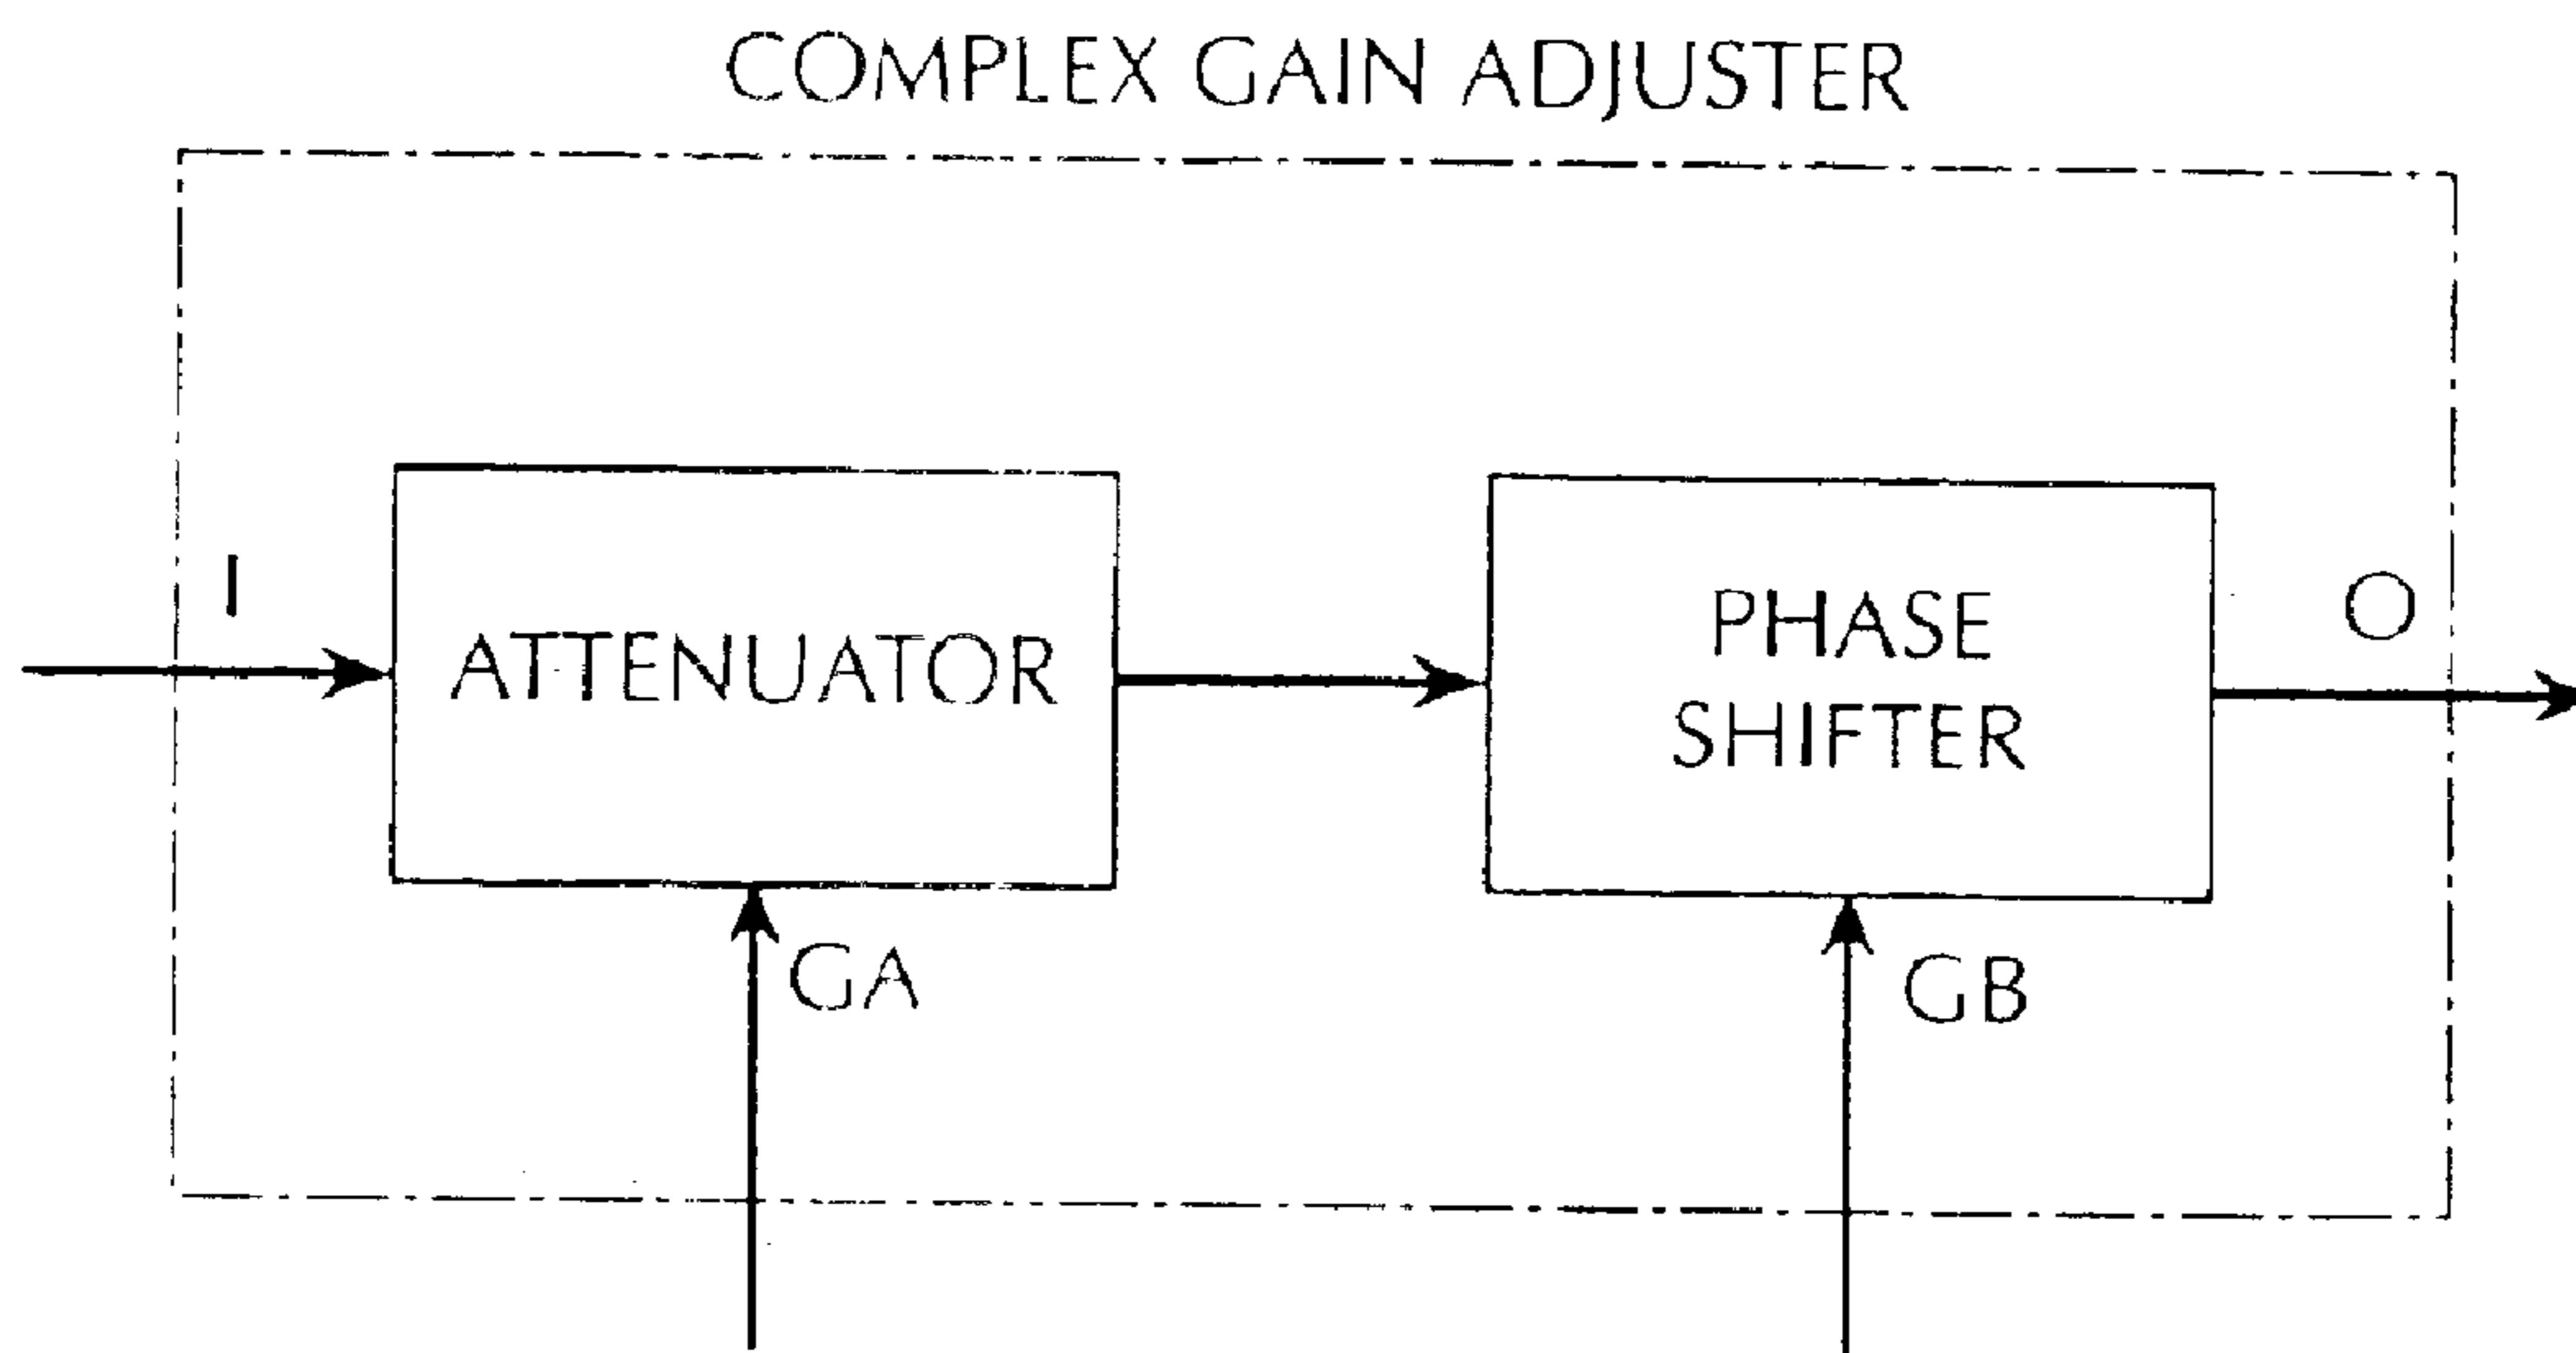 COMPLEX GAIN ADJUSTER
I
ATTENUATOR
PHASE
SHIFTER
O
GA
GB